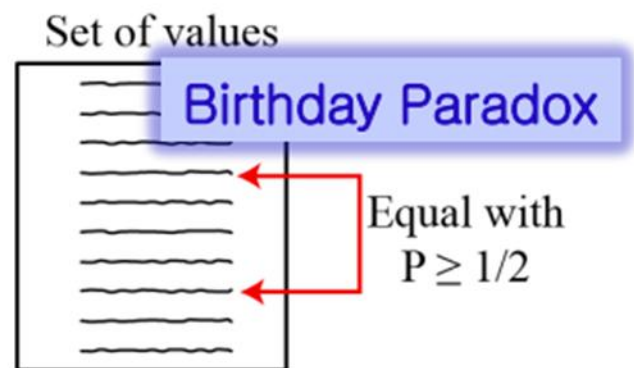 Set of values
Birthday Paradox
Equal with
P ≥ 1/2